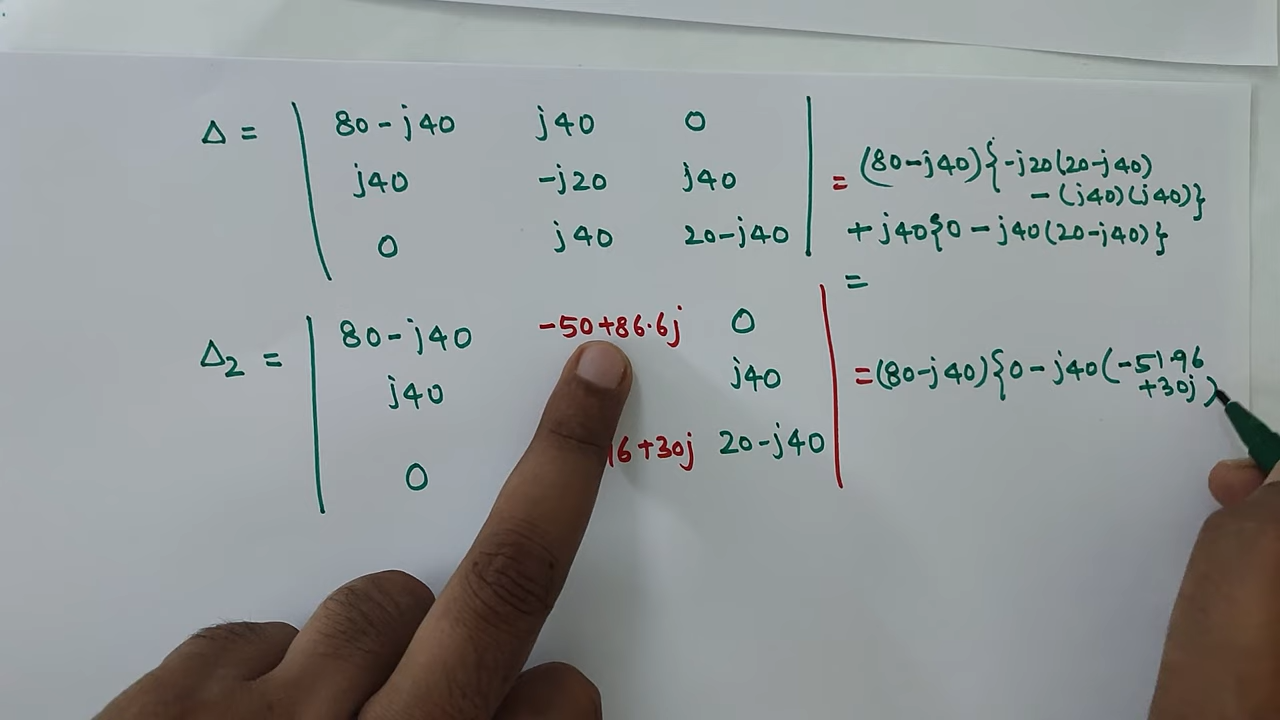 Δ = | 80-j40 j40 0 |
j40 -j20 j40
0 j40 20-j40
= (80-j40){-j20(20-j40)
-(j40)(j40)}
+ j40{0-j40(20-j40)}
=
Δ2 = | 80-j40 -50+86.6j 0 |
j40 j40
0 +30j 20-j40
= (80-j40){0-j40(-51.96
+30j)